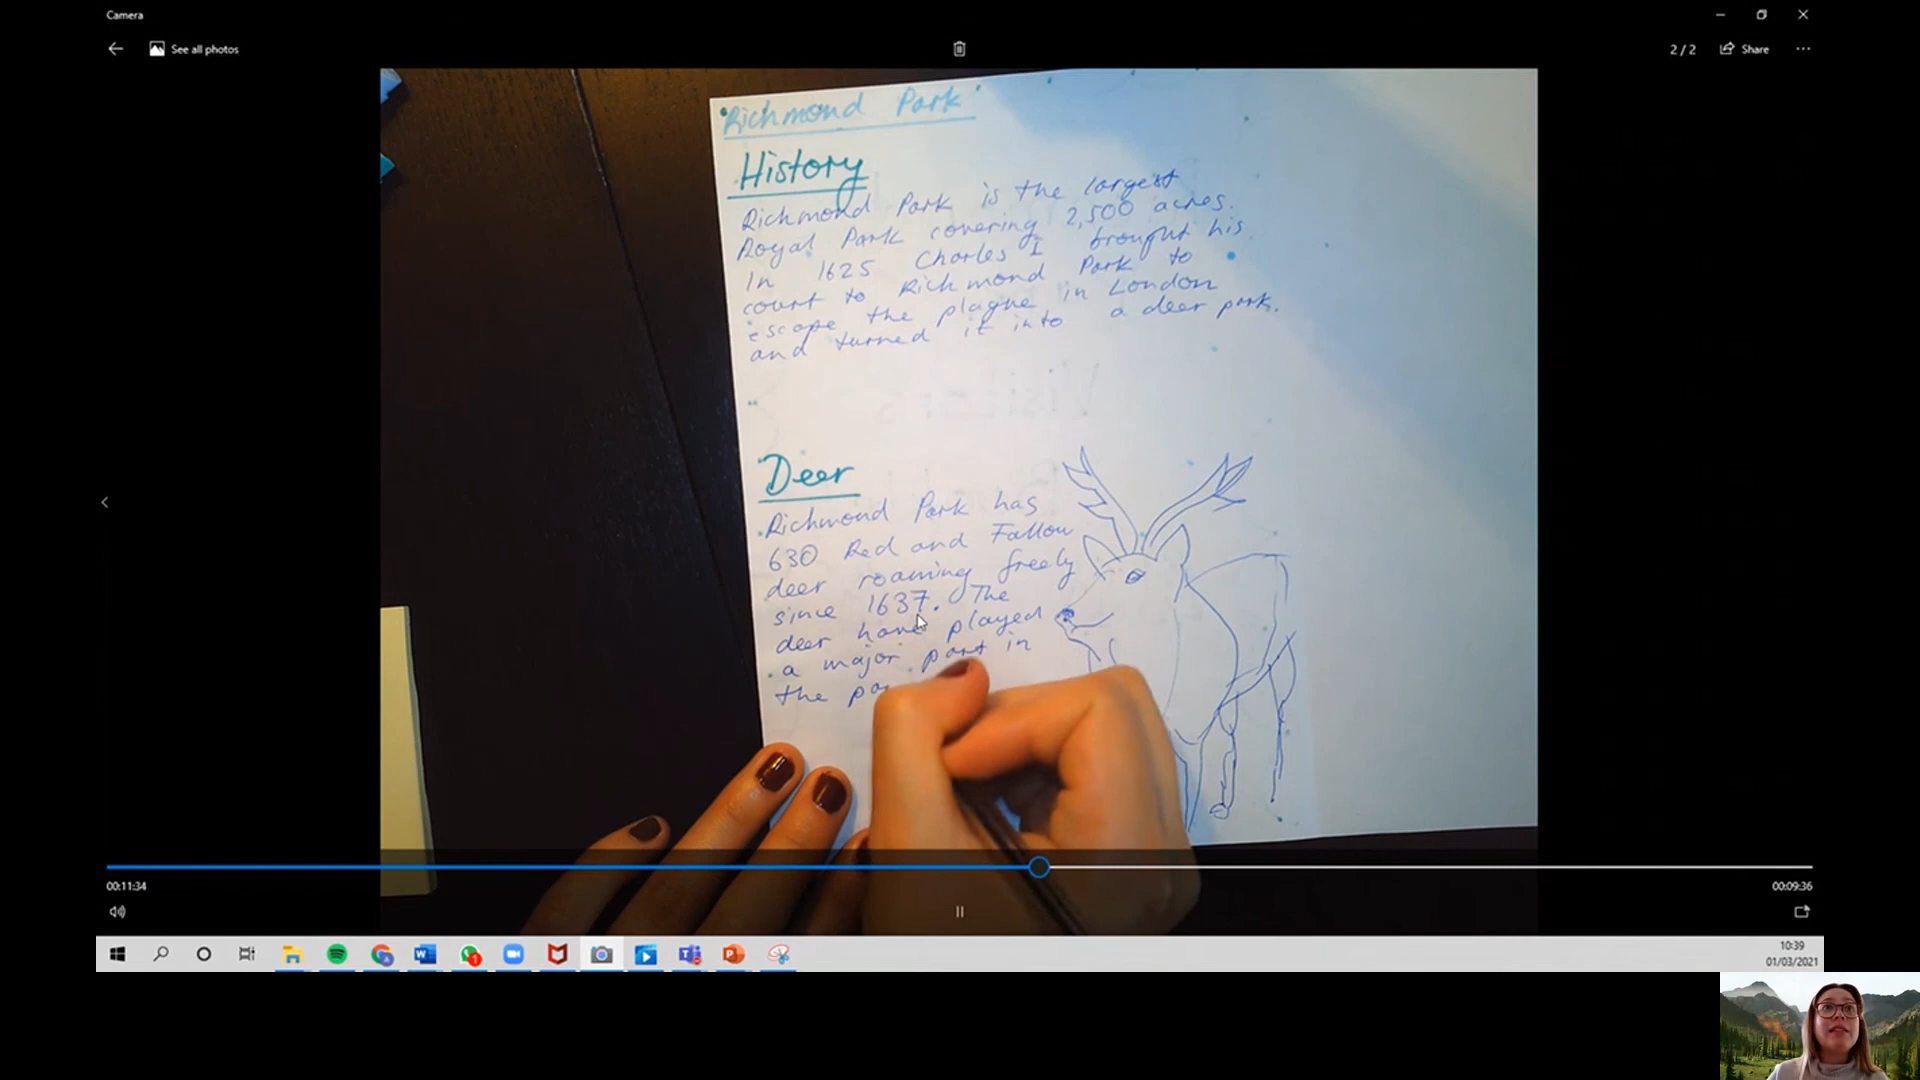 Camera
See all photos
2 / 2
Share
Richmond Park
History
Richmond Park is the largest
Royal Park covering 2,500 acres.
In 1625 Charles I brought his
court to Richmond Park to
escape the plague in London
and turned it into a deer park.
Deer
Richmond Park has
630 Red and Fallow
deer roaming freely
since 1637. The
deer have played
a major part in
the
00:11:34
00:09:36
10:39
01/03/2021